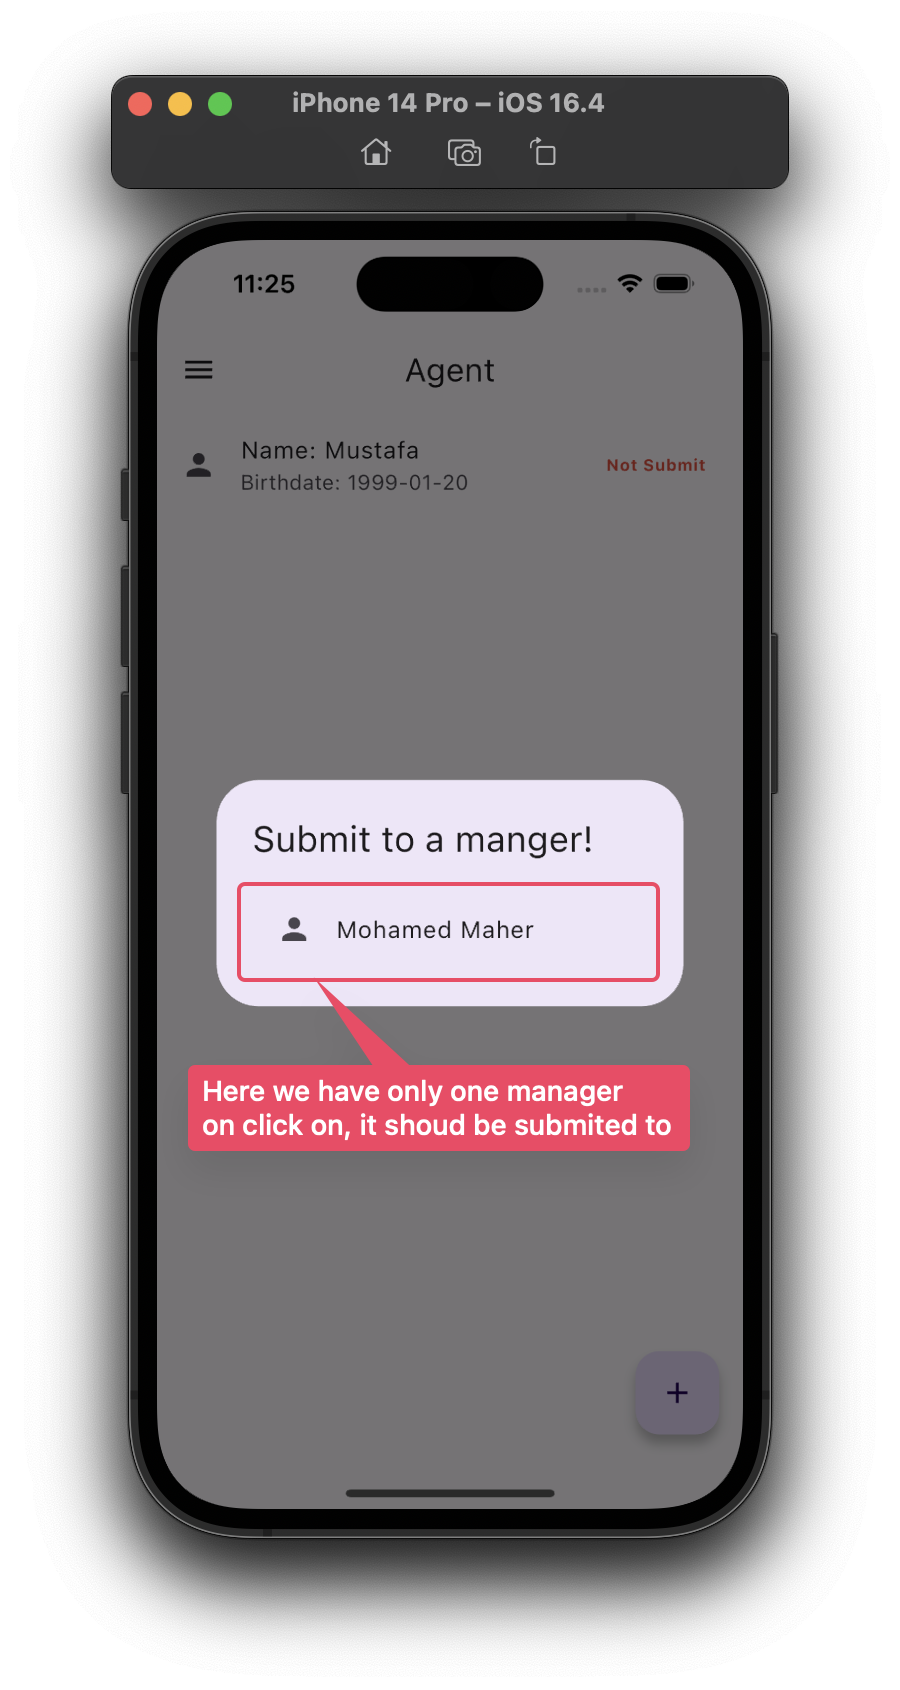 iPhone 14 Pro – iOS 16.4
11:25
Agent
Name: Mustafa
Birthdate: 1999-01-20
Not Submit
Submit to a manger!
Mohamed Maher
Here we have only one manager
on click on, it shoud be submited to
+